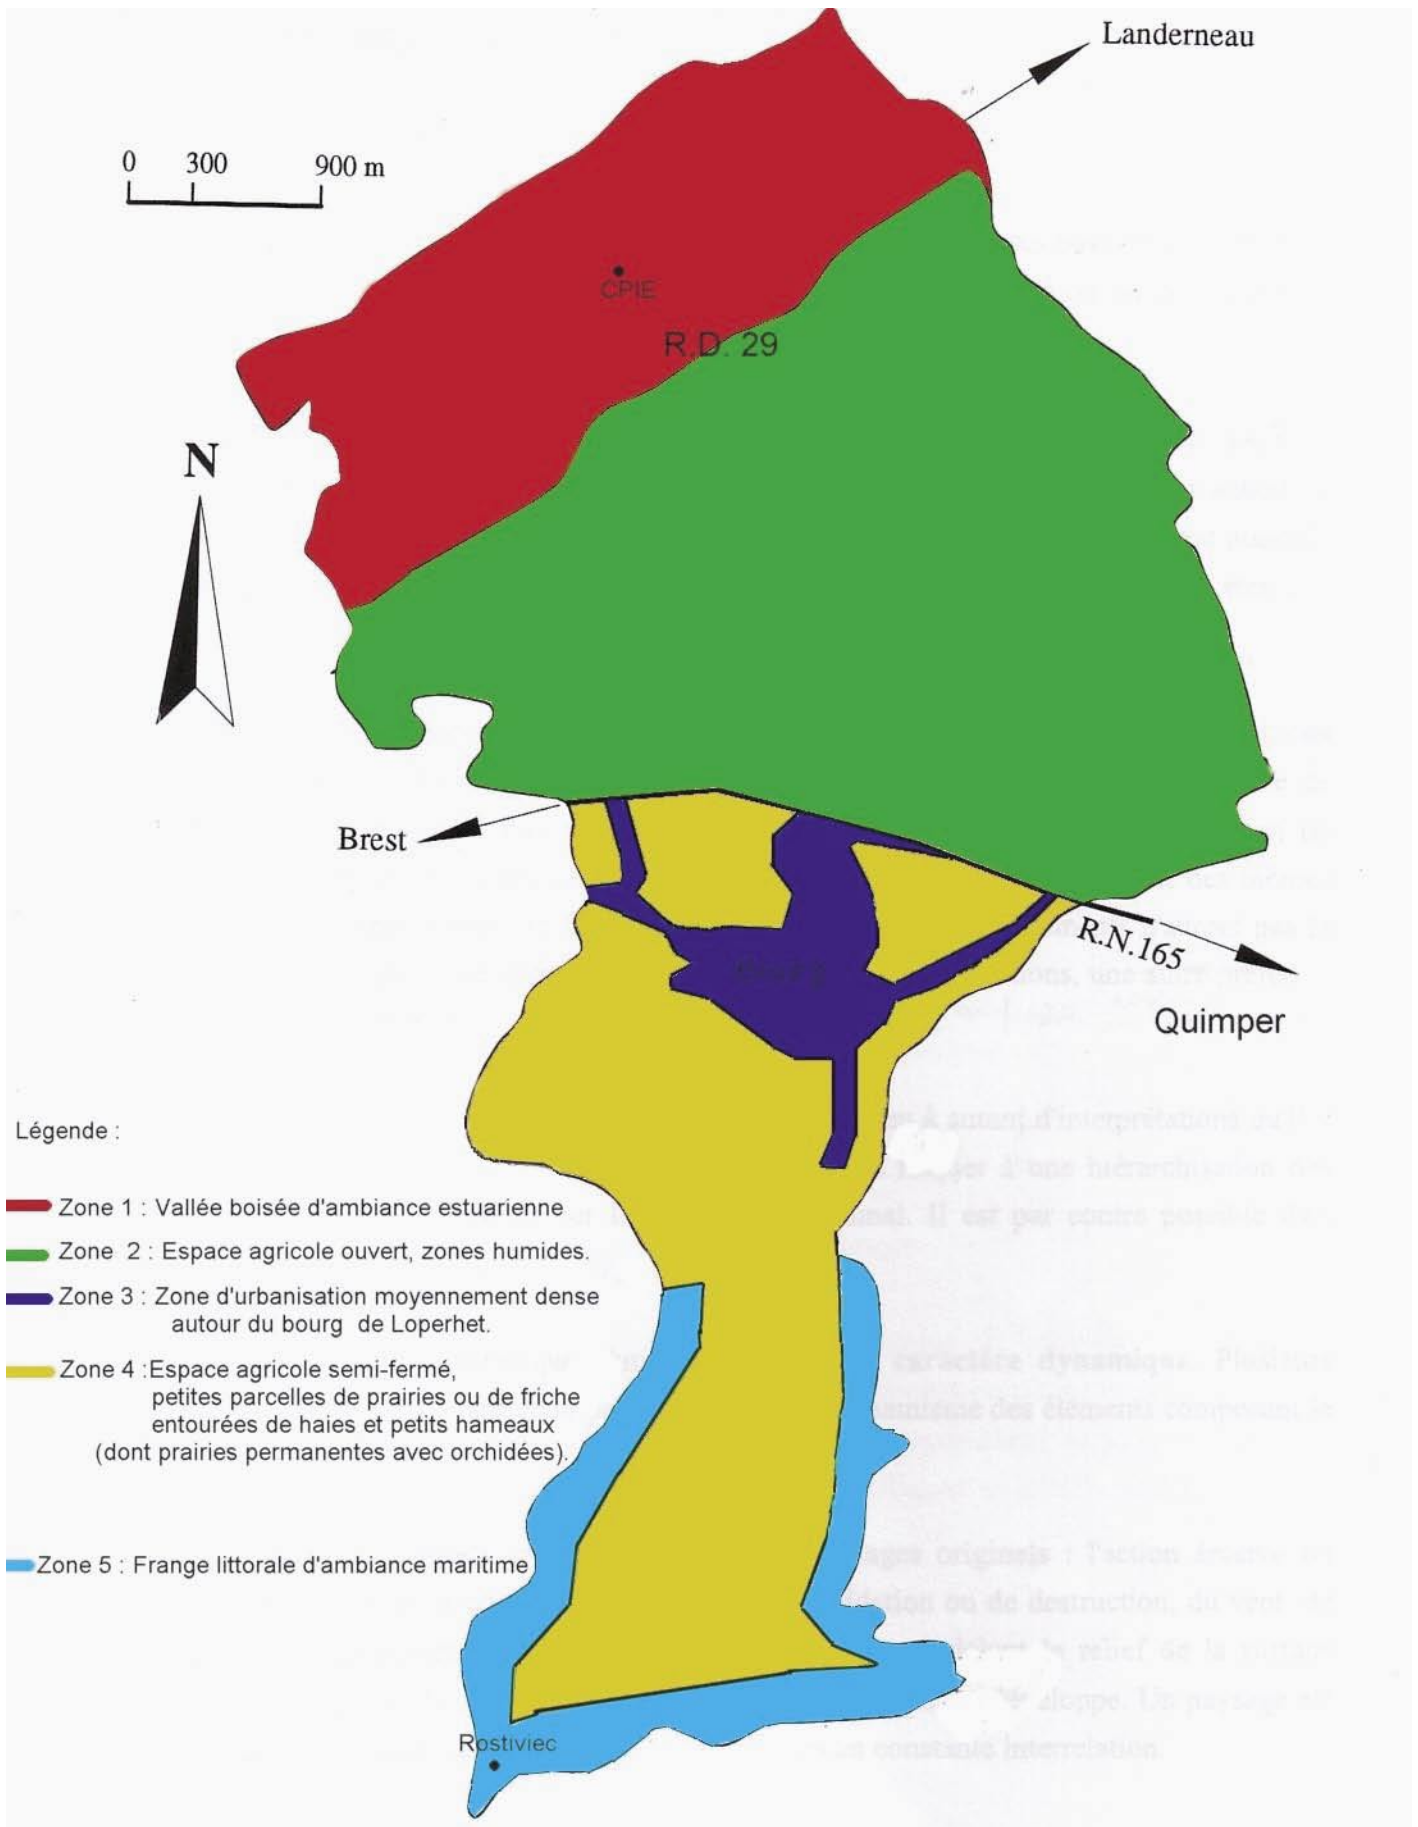 Landerneau
0 300 900 m
CPIE
R.D. 29
N
Brest
R.N.165
Quimper
Légende :
Zone 1 : Vallée boisée d'ambiance estuarienne
Zone 2 : Espace agricole ouvert, zones humides.
Zone 3 : Zone d'urbanisation moyennement dense
autour du bourg de Loperhet.
Zone 4 :Espace agricole semi-fermé,
petites parcelles de prairies ou de friche
entourées de haies et petits hameaux
(dont prairies permanentes avec orchidées).
Zone 5 : Frange littorale d'ambiance maritime
Rostiviec